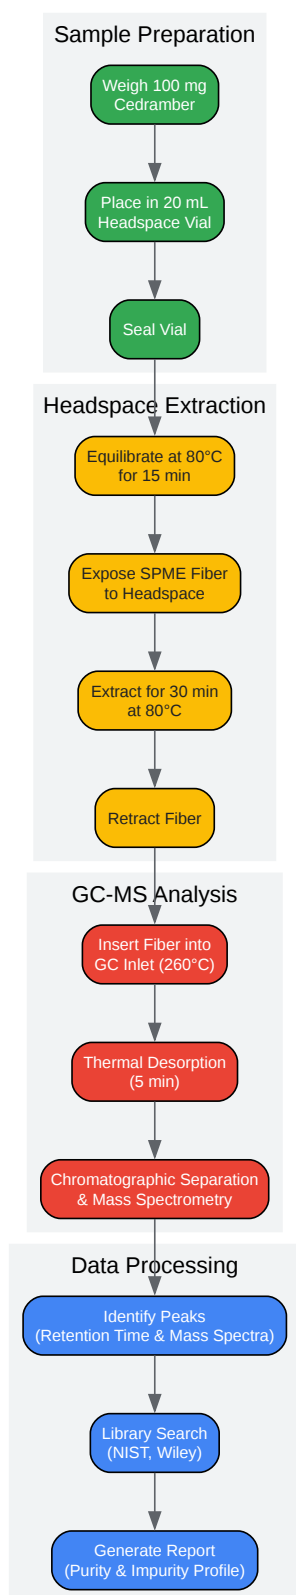 Sample Preparation
Weigh 100 mg
Cedramber
Place in 20 mL
Headspace Vial
Seal Vial
Headspace Extraction
Equilibrate at 80°C
for 15 min
Expose SPME Fiber
to Headspace
Extract for 30 min
at 80°C
Retract Fiber
GC-MS Analysis
Insert Fiber into
GC Inlet (260°C)
Thermal Desorption
(5 min)
Chromatographic Separation
& Mass Spectrometry
Data Processing
Identify Peaks
(Retention Time & Mass Spectra)
Library Search
(NIST, Wiley)
Generate Report
(Purity & Impurity Profile)